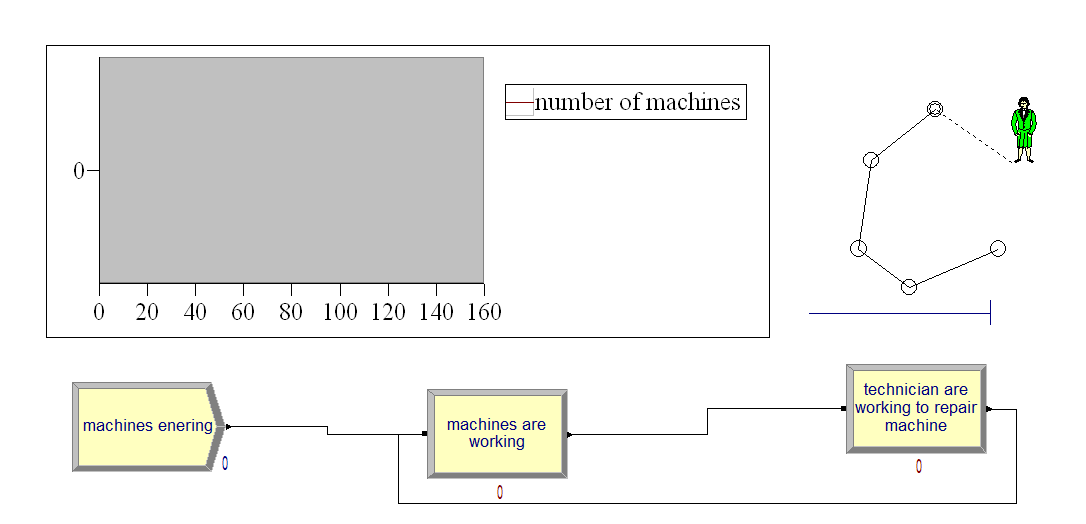 number of machines
0
0 20 40 60 80 100 120 140 160
machines enering
0
machines are
working
0
technician are
working to repair
machine
0